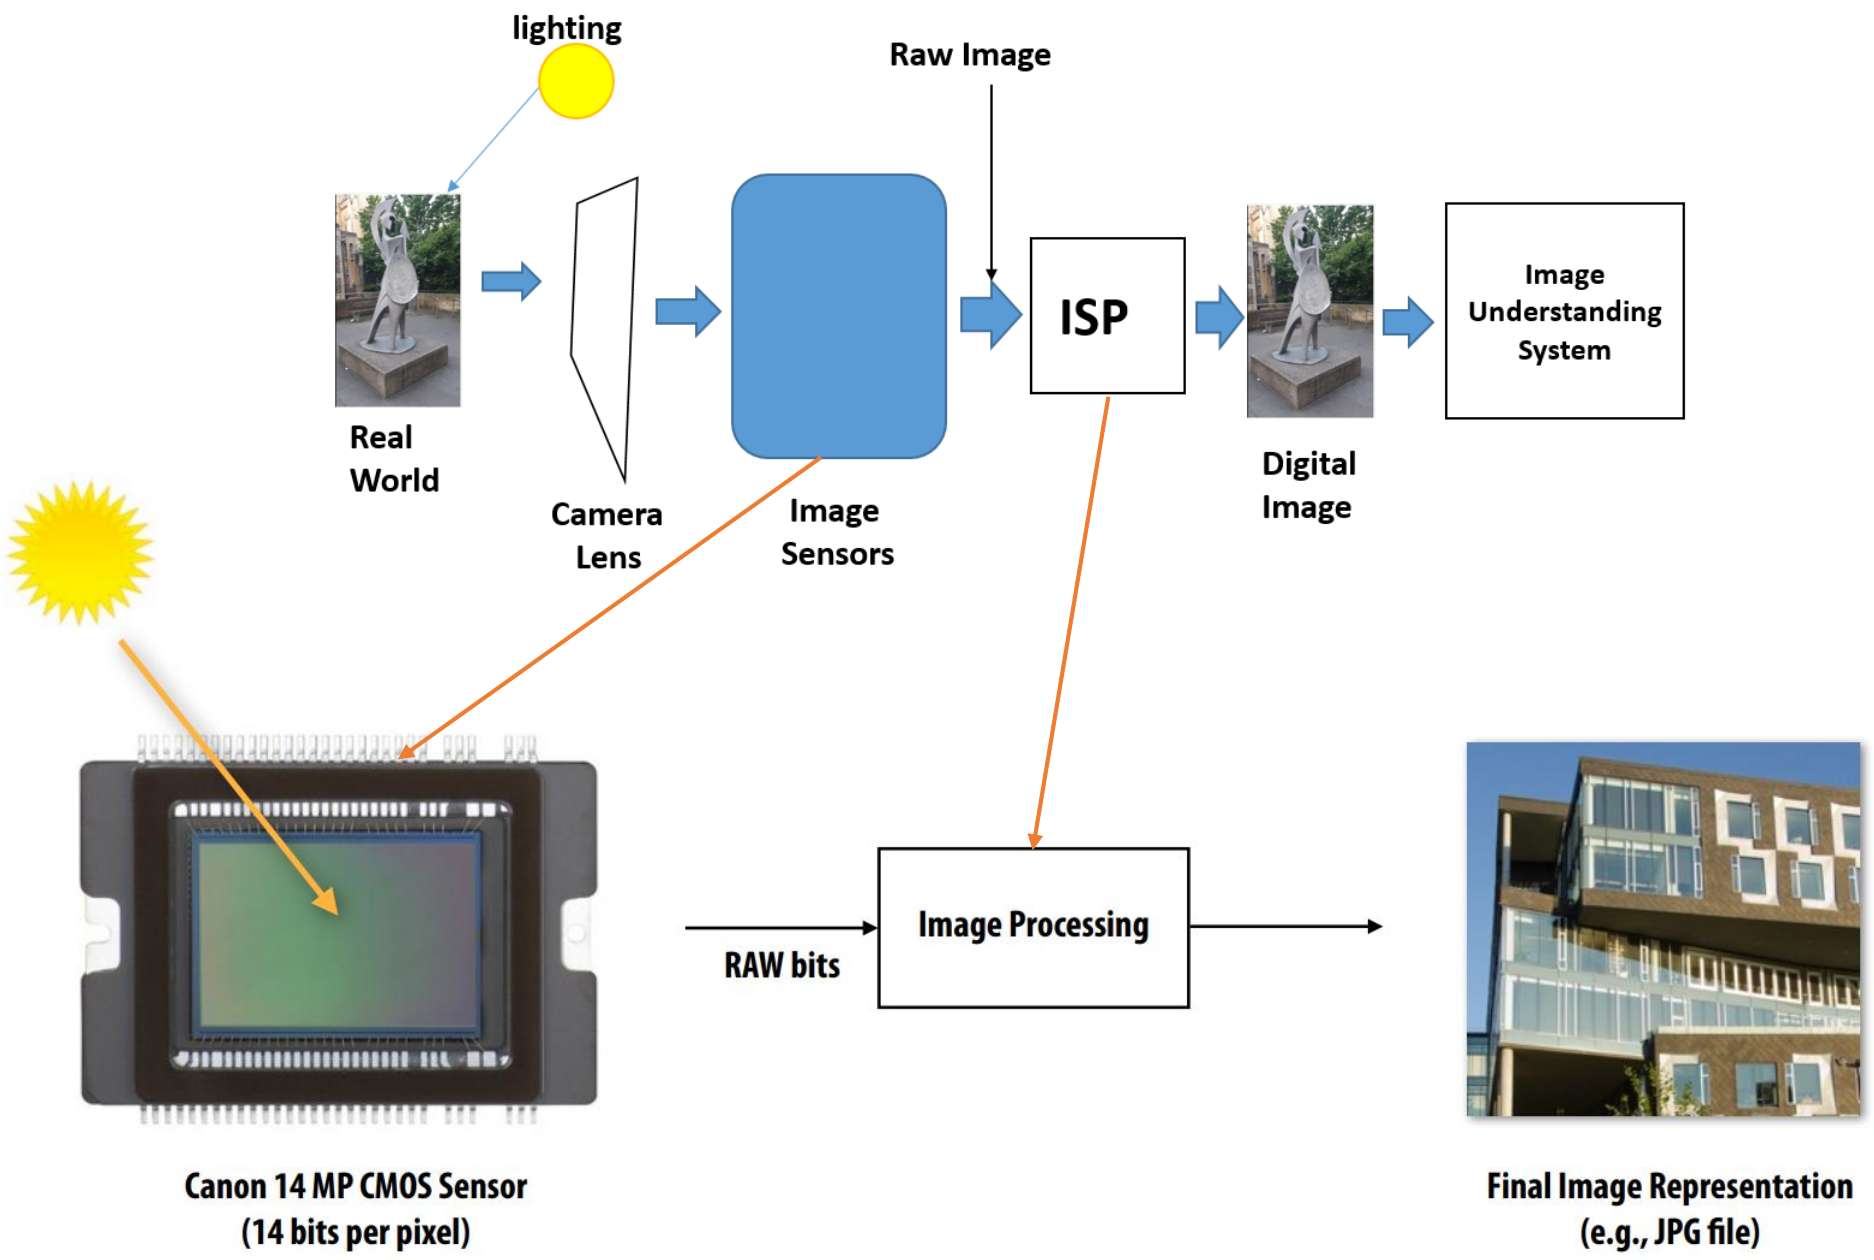 lighting
Raw Image
ISP
Image
Understanding
System
Real
World
Camera
Lens
Image
Sensors
Digital
Image
Image Processing
RAW bits
Canon 14 MP CMOS Sensor
(14 bits per pixel)
Final Image Representation
(e.g., JPG file)